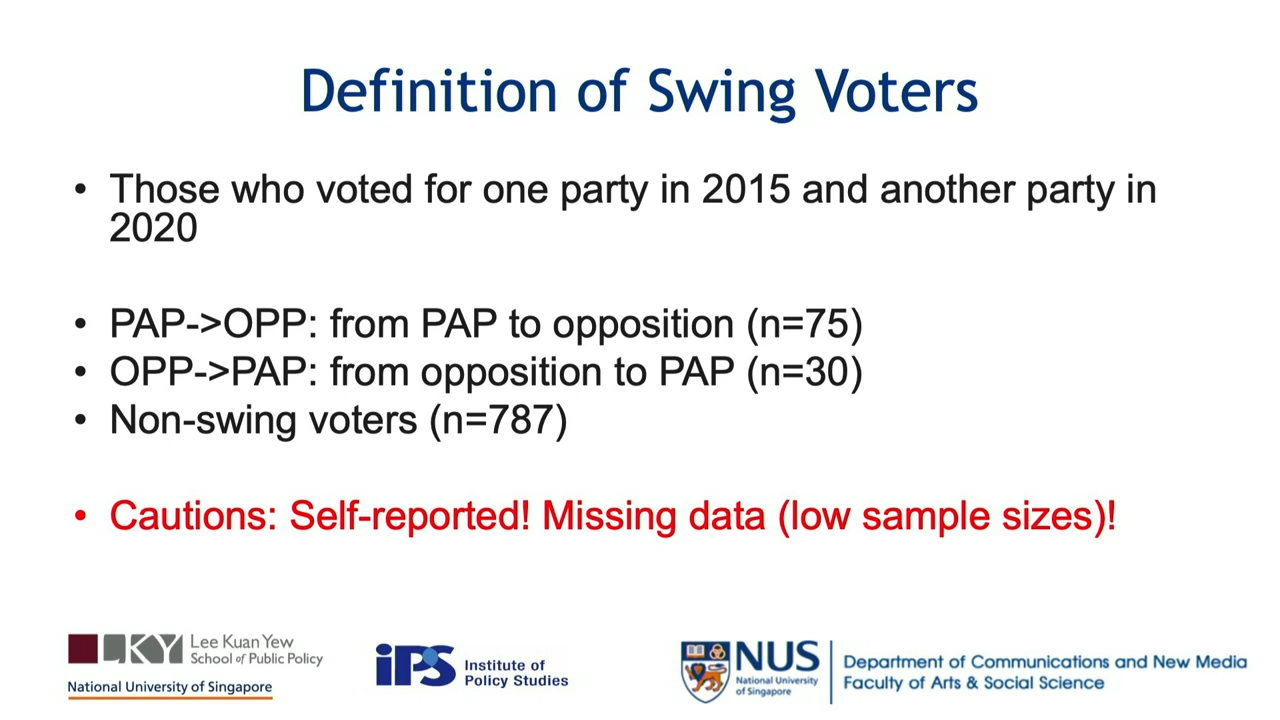 Definition of Swing Voters
• Those who voted for one party in 2015 and another party in
2020
• PAP->OPP: from PAP to opposition (n=75)
• OPP->PAP: from opposition to PAP (n=30)
• Non-swing voters (n=787)
• Cautions: Self-reported! Missing data (low sample sizes)!
LKY
Lee Kuan Yew
School of Public Policy
National University of Singapore
iPS
Institute of
Policy Studies
NUS
National University
of Singapore
Department of Communications and New Media
Faculty of Arts & Social Science